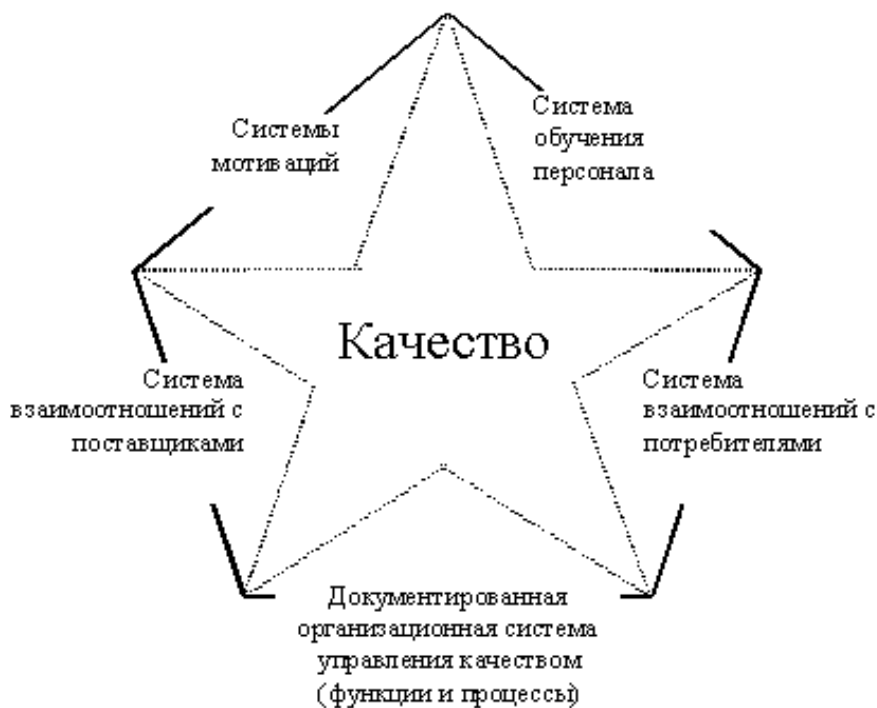 Системы
мотиваций
Система
обучения
персонала
Качество
Система
взаимоотношений с
поставщиками
Система
взаимоотношений с
потребителями
Документированная
организационная система
управления качеством
(функции и процессы)